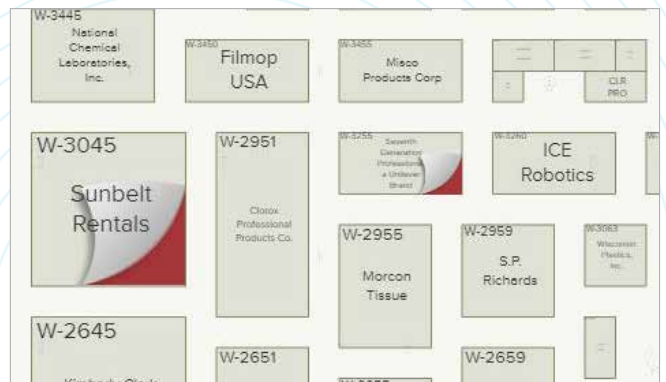 W-3445
National
Chemical
Laboratories,
Inc.
W-3450
Filmop
USA
W-3455
Misco
Products Corp
CLR
PRO
W-3045
Sunbelt
Rentals
W-2951
Clorox
Professional
Products Co.
W-3255
Seventh
Generation
Professional
a Unilever
Brand
W-3260
ICE
Robotics
W-2955
Morcon
Tissue
W-2959
S.P.
Richards
W-3063
Wisconsin
Plastics,
Inc.
W-2645
W-2651
W-2659